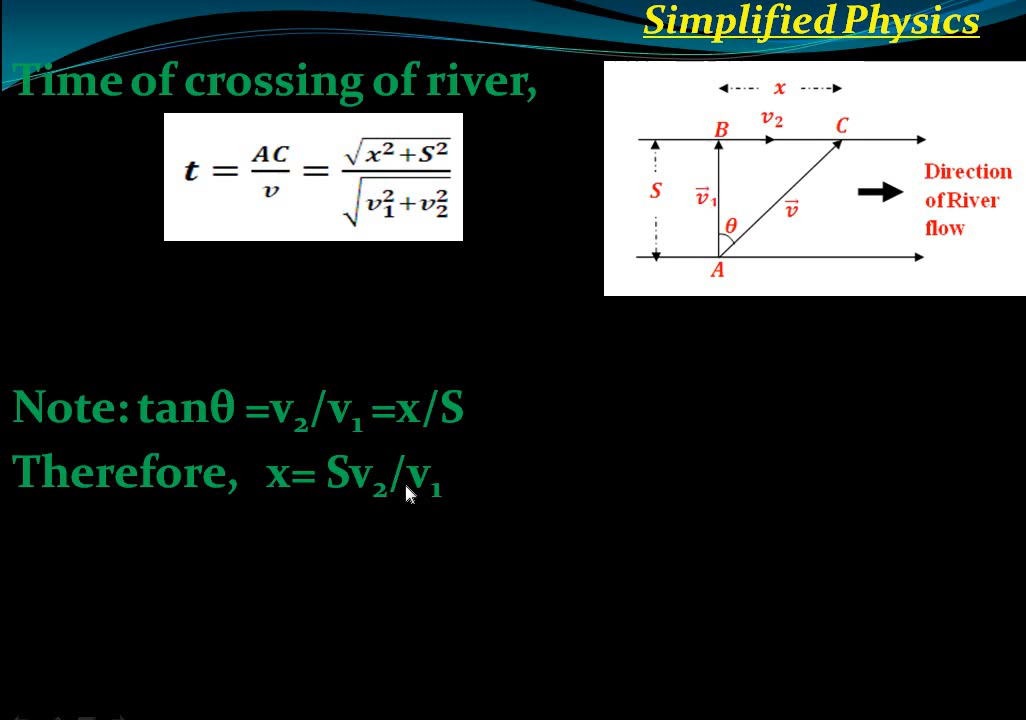 Simplified Physics
Time of crossing of river,
t = AC/v = √(x²+S²)/√(v₁²+v₂²)
x
v₂
B
C
S
v⃗₁
θ
v⃗
A
Direction
of River
flow
Note: tanθ =v₂/v₁ =x/S
Therefore, x= Sv₂/v₁